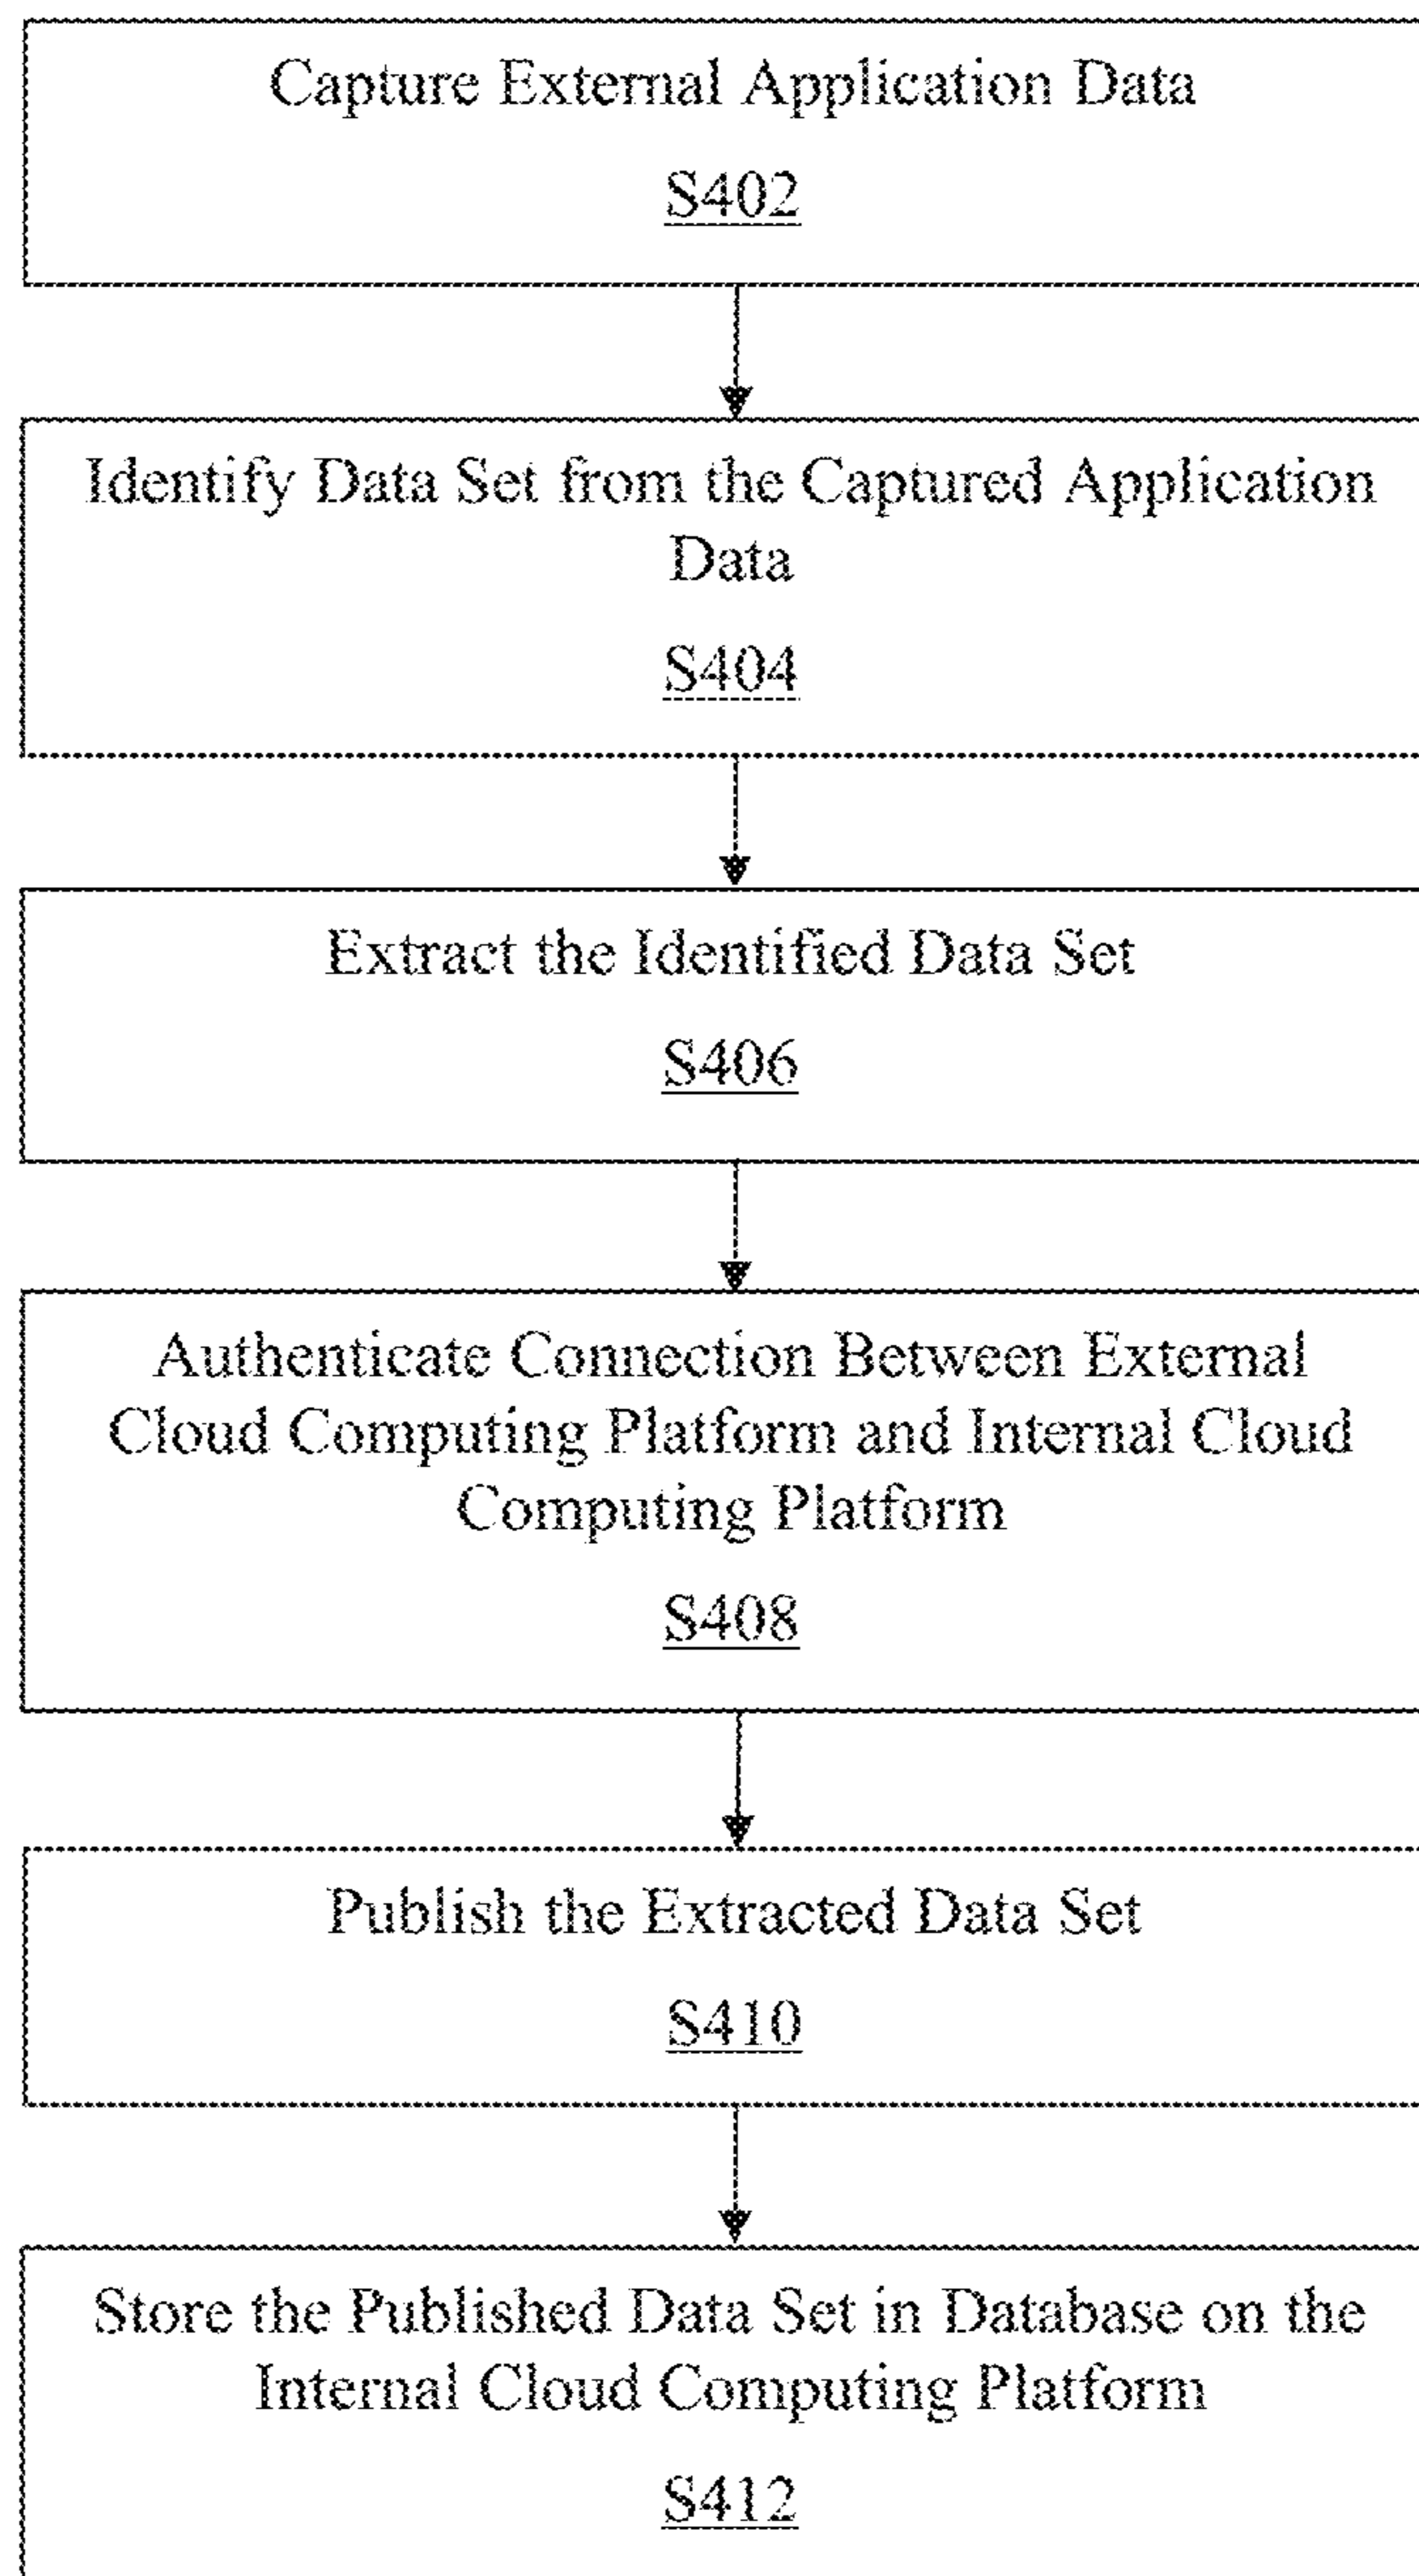 Capture External Application Data
S402
Identify Data Set from the Captured Application
Data
S404
Extract the Identified Data Set
S406
Authenticate Connection Between External
Cloud Computing Platform and Internal Cloud
Computing Platform
S408
Publish the Extracted Data Set
S410
Store the Published Data Set in Database on the
Internal Cloud Computing Platform
S412